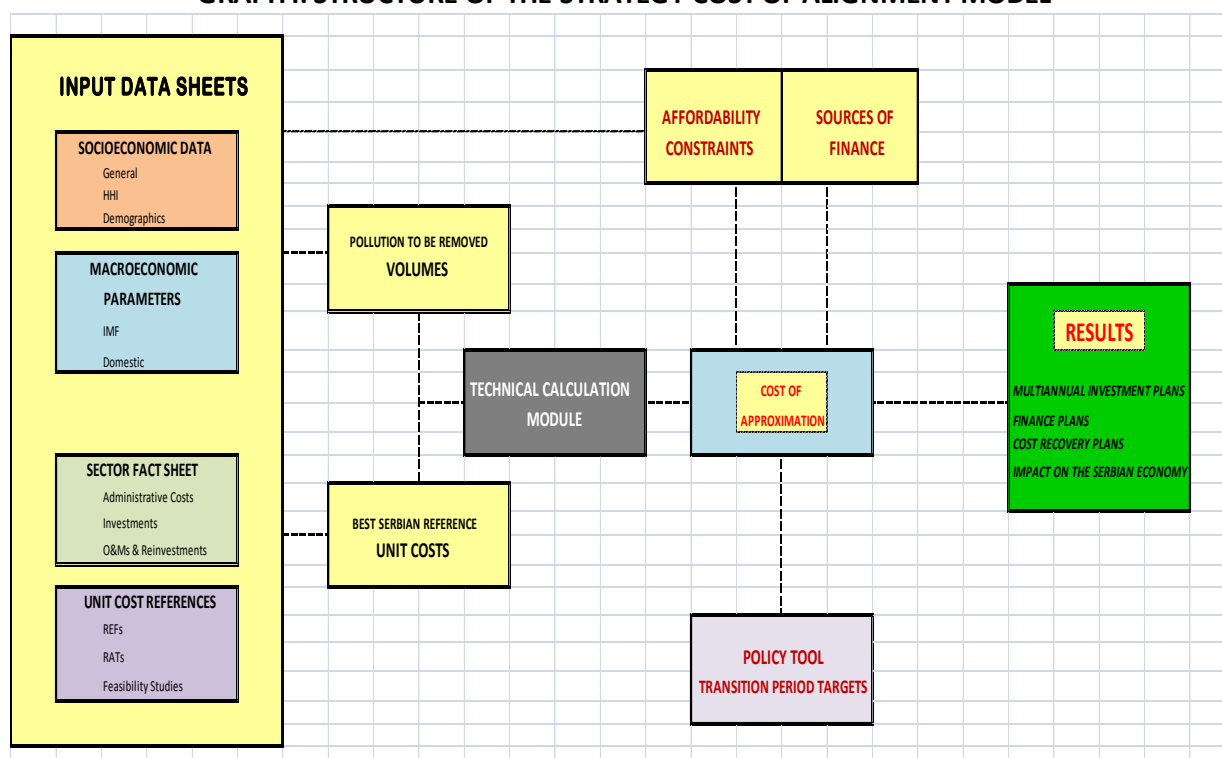 INPUT DATA SHEETS
SOCIOECONOMIC DATA
General
HHI
Demographics
MACROECONOMIC
PARAMETERS
IMF
Domestic
SECTOR FACT SHEET
Administrative Costs
Investments
O&Ms & Reinvestments
UNIT COST REFERENCES
REFs
RATs
Feasibility Studies
POLLUTION TO BE REMOVED
VOLUMES
BEST SERBIAN REFERENCE
UNIT COSTS
TECHNICAL CALCULATION
MODULE
AFFORDABILITY
CONSTRAINTS
SOURCES OF
FINANCE
COST OF
APPROXIMATION
POLICY TOOL
TRANSITION PERIOD TARGETS
RESULTS
MULTIANNUAL INVESTMENT PLANS
FINANCE PLANS
COST RECOVERY PLANS
IMPACT ON THE SERBIAN ECONOMY